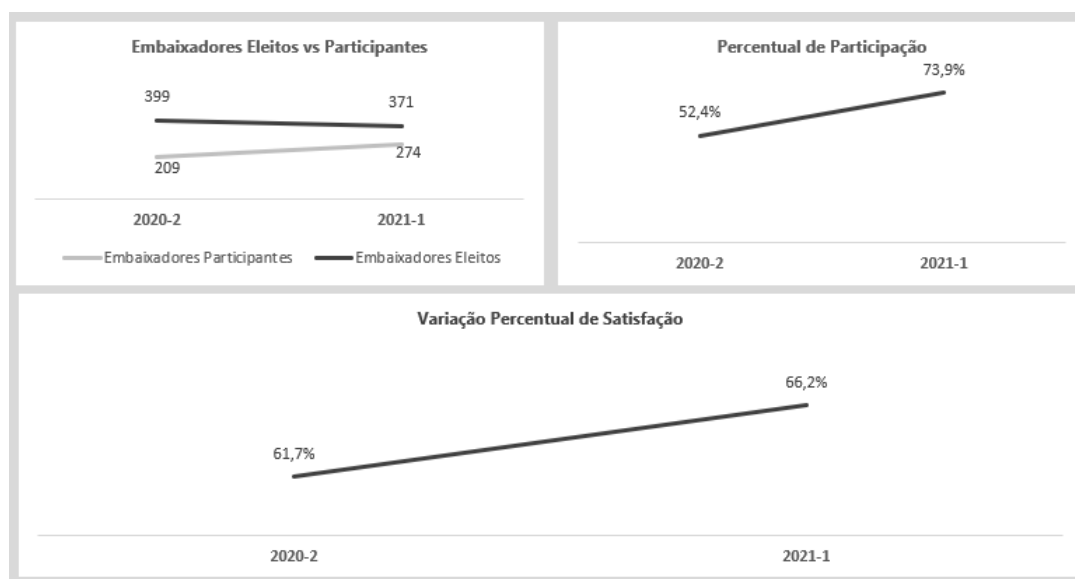 Embaixadores Eleitos vs Participantes
399
371
209
274
2020-2
2021-1
Embaixadores Participantes
Embaixadores Eleitos
Percentual de Participação
52,4%
73,9%
2020-2
2021-1
Variação Percentual de Satisfação
61,7%
66,2%
2020-2
2021-1